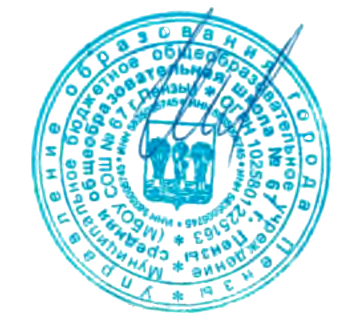 Управление образования города Пензы *
Муниципальное бюджетное общеобразовательное учреждение *
средняя общеобразовательная школа № 67 г. Пензы *
(МБОУ СОШ № 67 г. Пензы) * ОГРН 1025801225163 *